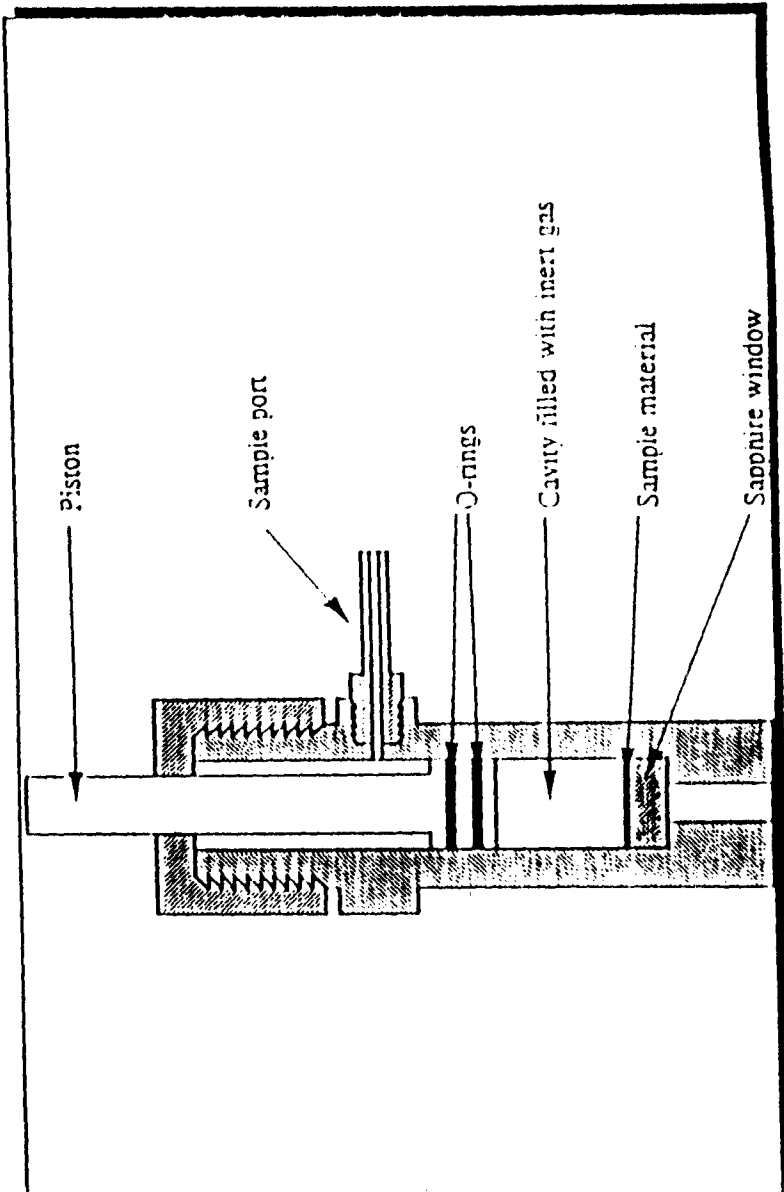 Piston
Sample port
O-rings
Cavity filled with inert gas
Sample material
Sapphire window